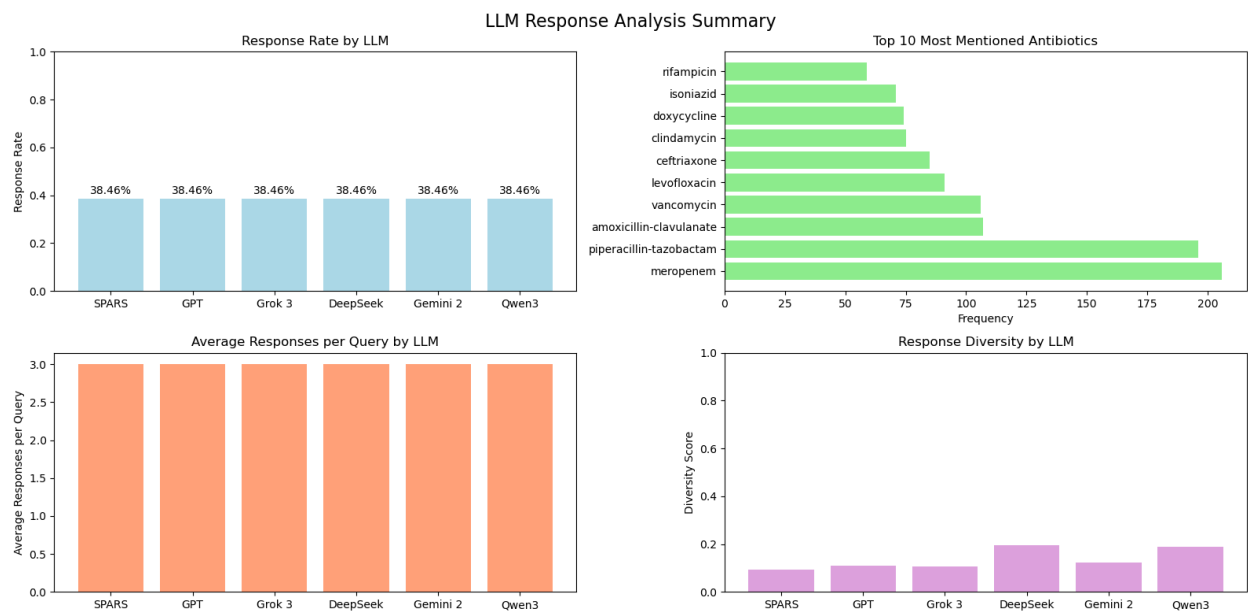 LLM Response Analysis Summary
Response Rate by LLM
Response Rate
1.0
0.8
0.6
0.4
0.2
0.0
38.46% 38.46% 38.46% 38.46% 38.46% 38.46%
SPARS GPT Grok 3 DeepSeek Gemini 2 Qwen3
Top 10 Most Mentioned Antibiotics
rifampicin
isoniazid
doxycycline
clindamycin
ceftriaxone
levofloxacin
vancomycin
amoxicillin-clavulanate
piperacillin-tazobactam
meropenem
0 25 50 75 100 125 150 175 200
Frequency
Average Responses per Query by LLM
Average Responses per Query
3.0
2.5
2.0
1.5
1.0
0.5
0.0
SPARS GPT Grok 3 DeepSeek Gemini 2 Qwen3
Response Diversity by LLM
Diversity Score
1.0
0.8
0.6
0.4
0.2
0.0
SPARS GPT Grok 3 DeepSeek Gemini 2 Qwen3